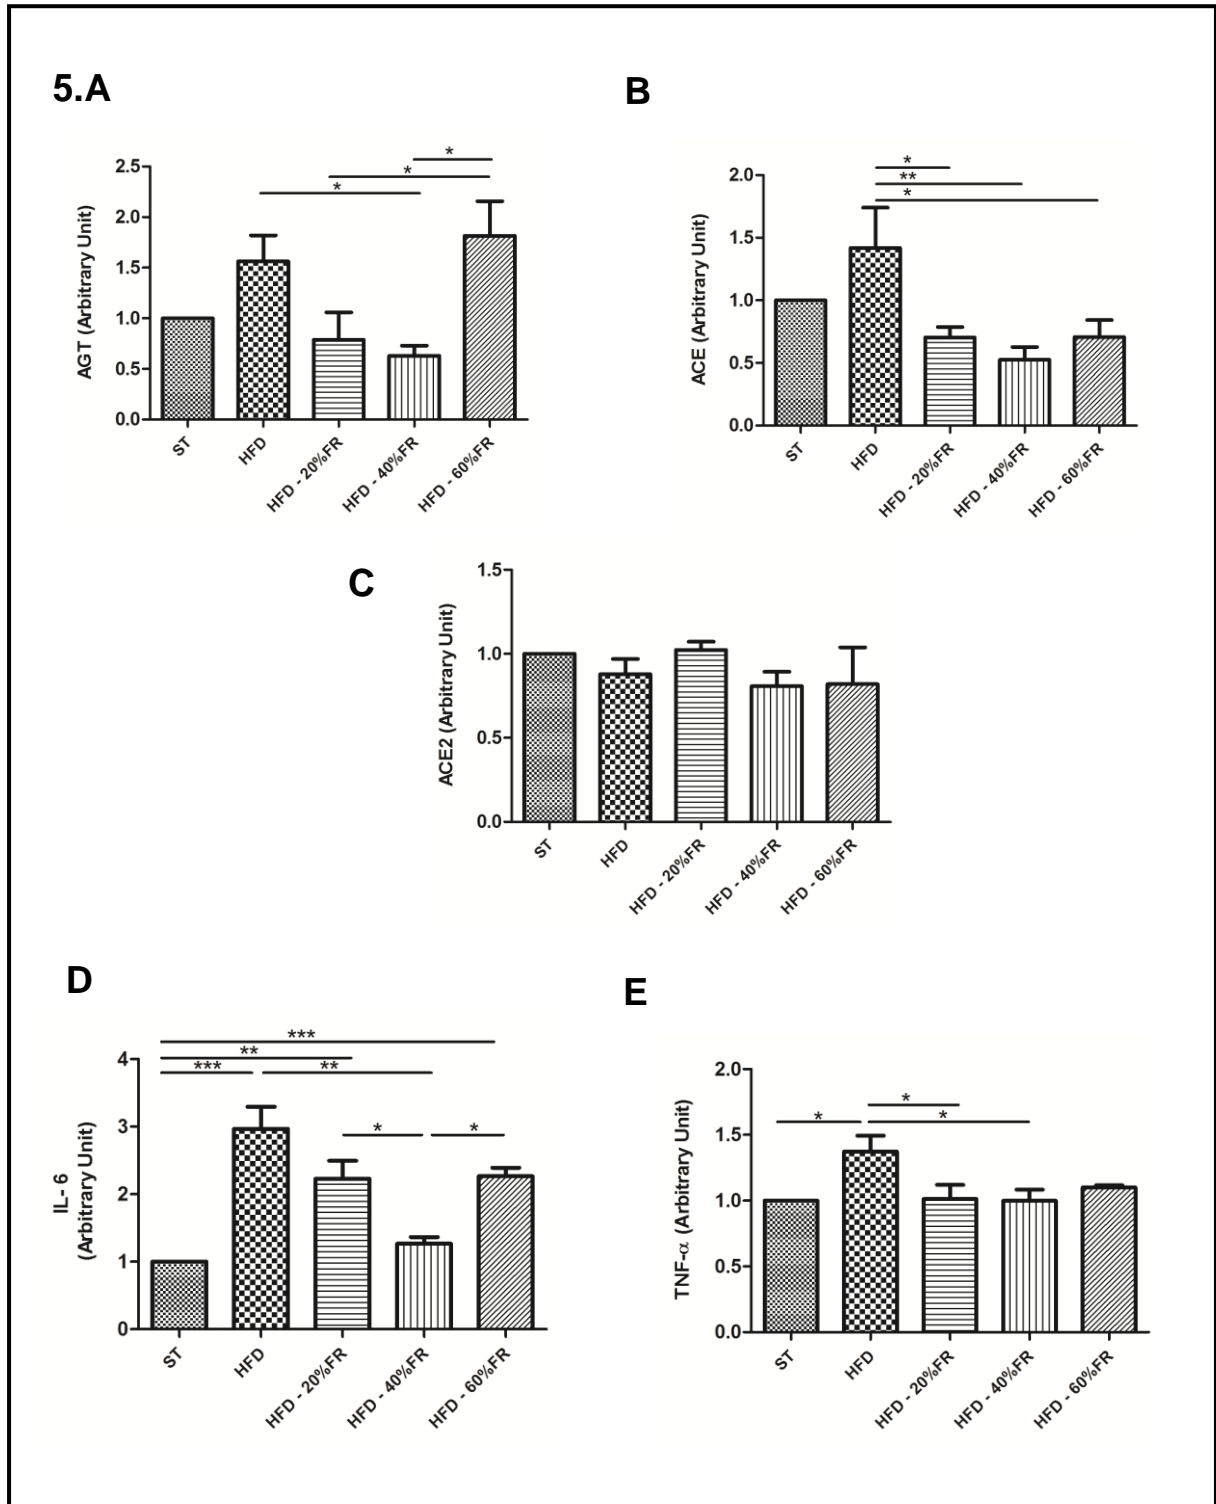 5.A
AGT (Arbitrary Unit)
2.5
2.0
1.5
1.0
0.5
0.0
*
*
*
ST
HFD
HFD - 20%FR
HFD - 40%FR
HFD - 60%FR
B
ACE (Arbitrary Unit)
2.0
1.5
1.0
0.5
0.0
*
**
*
ST
HFD
HFD - 20%FR
HFD - 40%FR
HFD - 60%FR
C
ACE2 (Arbitrary Unit)
1.5
1.0
0.5
0.0
ST
HFD
HFD - 20%FR
HFD - 40%FR
HFD - 60%FR
D
IL- 6
(Arbitrary Unit)
4
3
2
1
0
***
**
***
**
*
*
ST
HFD
HFD - 20%FR
HFD - 40%FR
HFD - 60%FR
E
TNF-α (Arbitrary Unit)
2.0
1.5
1.0
0.5
0.0
*
*
*
ST
HFD
HFD - 20%FR
HFD - 40%FR
HFD - 60%FR